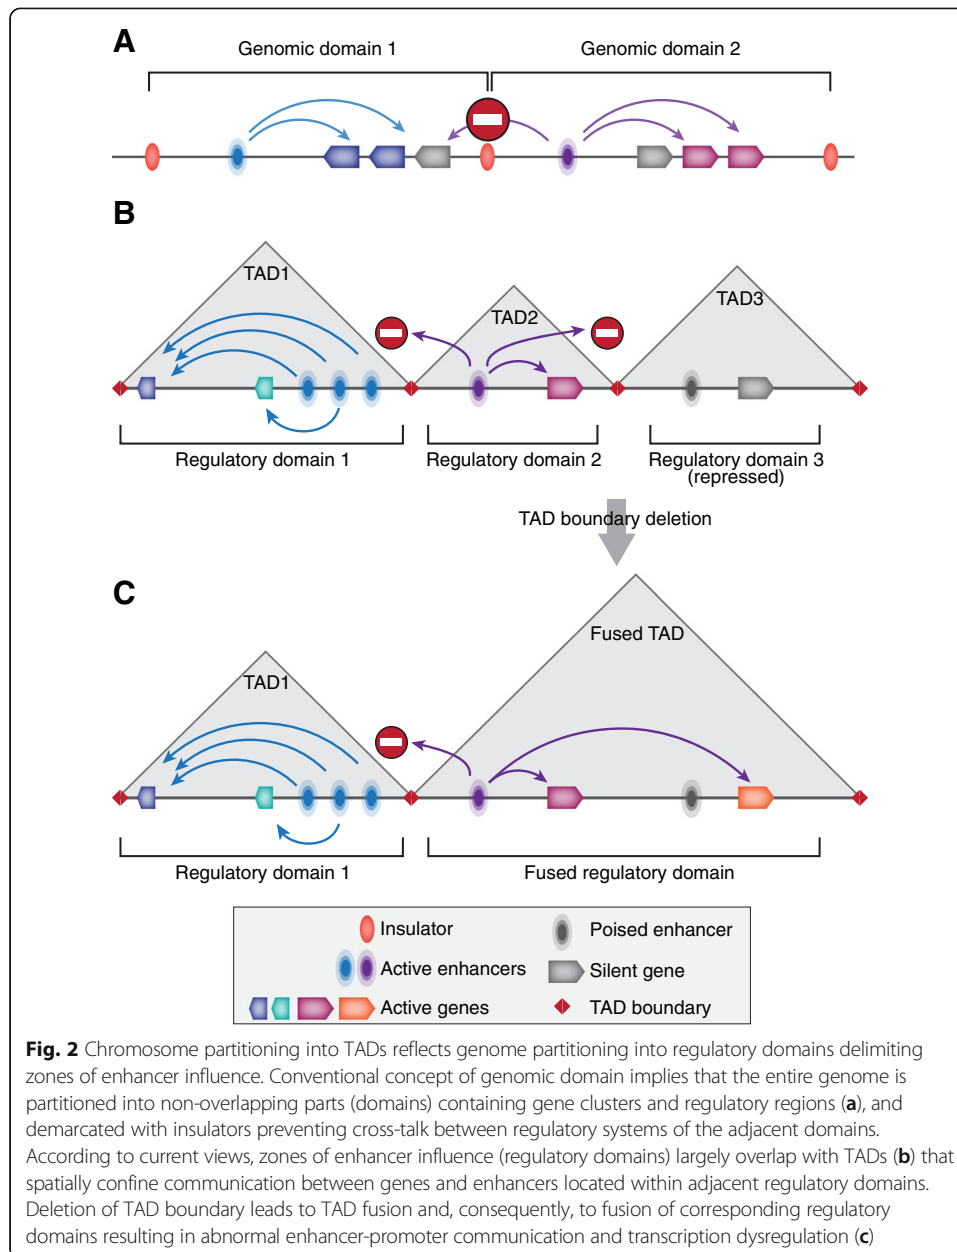 A
Genomic domain 1
Genomic domain 2
B
TAD1
TAD2
TAD3
Regulatory domain 1
Regulatory domain 2
Regulatory domain 3
(repressed)
TAD boundary deletion
C
Fused TAD
TAD1
Regulatory domain 1
Fused regulatory domain
Insulator
Poised enhancer
Active enhancers
Silent gene
Active genes
TAD boundary
Fig. 2 Chromosome partitioning into TADs reflects genome partitioning into regulatory domains delimiting
zones of enhancer influence. Conventional concept of genomic domain implies that the entire genome is
partitioned into non-overlapping parts (domains) containing gene clusters and regulatory regions (a), and
demarcated with insulators preventing cross-talk between regulatory systems of the adjacent domains.
According to current views, zones of enhancer influence (regulatory domains) largely overlap with TADs (b) that
spatially confine communication between genes and enhancers located within adjacent regulatory domains.
Deletion of TAD boundary leads to TAD fusion and, consequently, to fusion of corresponding regulatory
domains resulting in abnormal enhancer-promoter communication and transcription dysregulation (c)